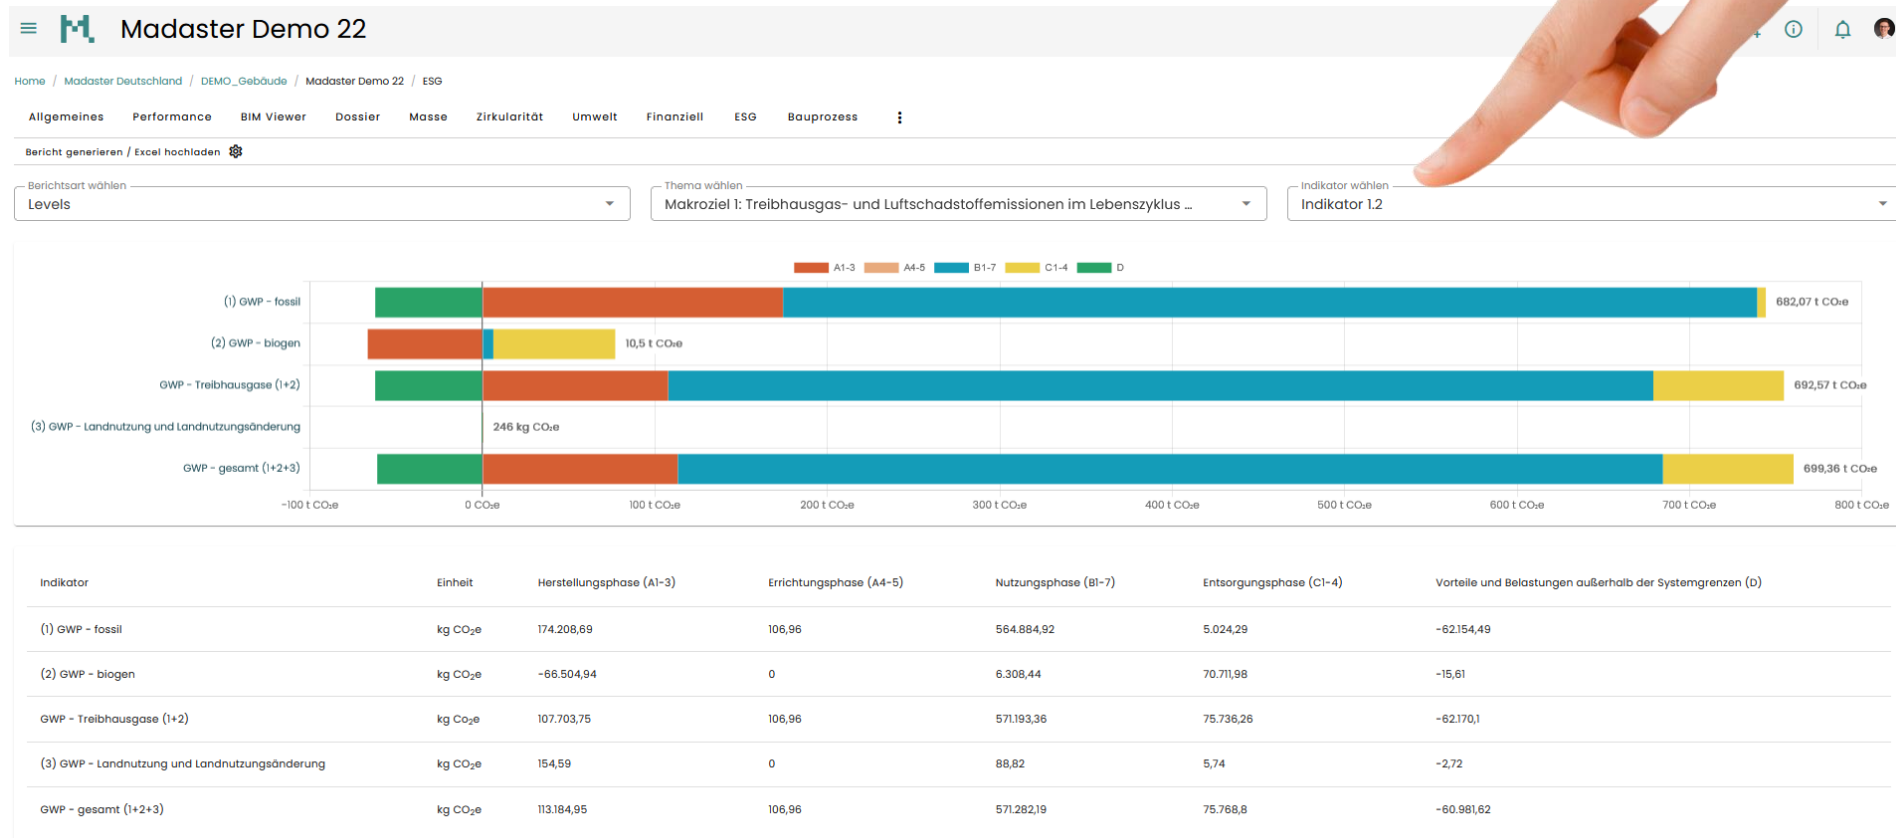 Madaster Demo 22
Home / Madaster Deutschland / DEMO_Gebäude / Madaster Demo 22 / ESG
Allgemeines Performance BIM Viewer Dossier Masse Zirkularität Umwelt Finanziell ESG Bauprozess
Bericht generieren / Excel hochladen
Berichtsart wählen Thema wählen Indikator wählen
Levels Makroziel 1: Treibhausgas- und Luftschadstoffemissionen im Lebenszyklus ... Indikator 1.2
A1-3 A4-5 B1-7 C1-4 D
(1) GWP - fossil 682,07 t CO₂e
(2) GWP - biogen 10,5 t CO₂e
GWP - Treibhausgase (1+2) 692,57 t CO₂e
(3) GWP - Landnutzung und Landnutzungsänderung 246 kg CO₂e
GWP - gesamt (1+2+3) 699,36 t CO₂e
-100 t CO₂e 0 CO₂e 100 t CO₂e 200 t CO₂e 300 t CO₂e 400 t CO₂e 500 t CO₂e 600 t CO₂e 700 t CO₂e 800 t CO₂e
Indikator Einheit Herstellungsphase (A1-3) Errichtungsphase (A4-5) Nutzungsphase (B1-7) Entsorgungsphase (C1-4) Vorteile und Belastungen außerhalb der Systemgrenzen (D)
(1) GWP - fossil kg CO₂e 174.208,69 106,96 564.884,92 5.024,29 -62.154,49
(2) GWP - biogen kg CO₂e -66.504,94 0 6.308,44 70.711,98 -15,61
GWP - Treibhausgase (1+2) kg Co₂e 107.703,75 106,96 571.193,36 75.736,26 -62.170,1
(3) GWP - Landnutzung und Landnutzungsänderung kg CO₂e 154,59 0 88,82 5,74 -2,72
GWP - gesamt (1+2+3) kg CO₂e 113.184,95 106,96 571.282,19 75.768,8 -60.981,62